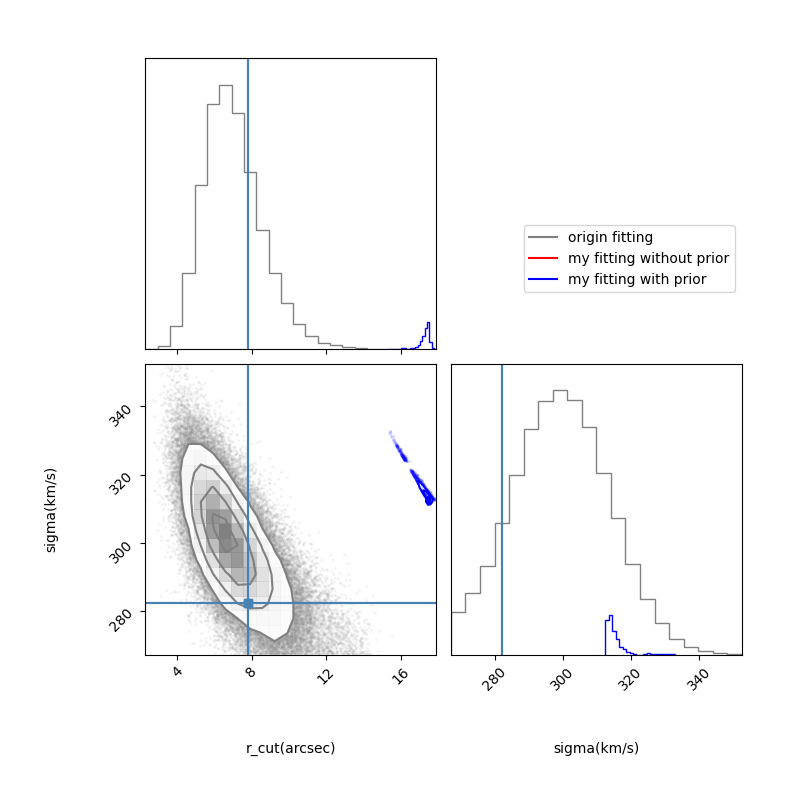 origin fitting
my fitting without prior
my fitting with prior
340
320
300
280
sigma(km/s)
4
8
12
16
280
300
320
340
r_cut(arcsec)
sigma(km/s)